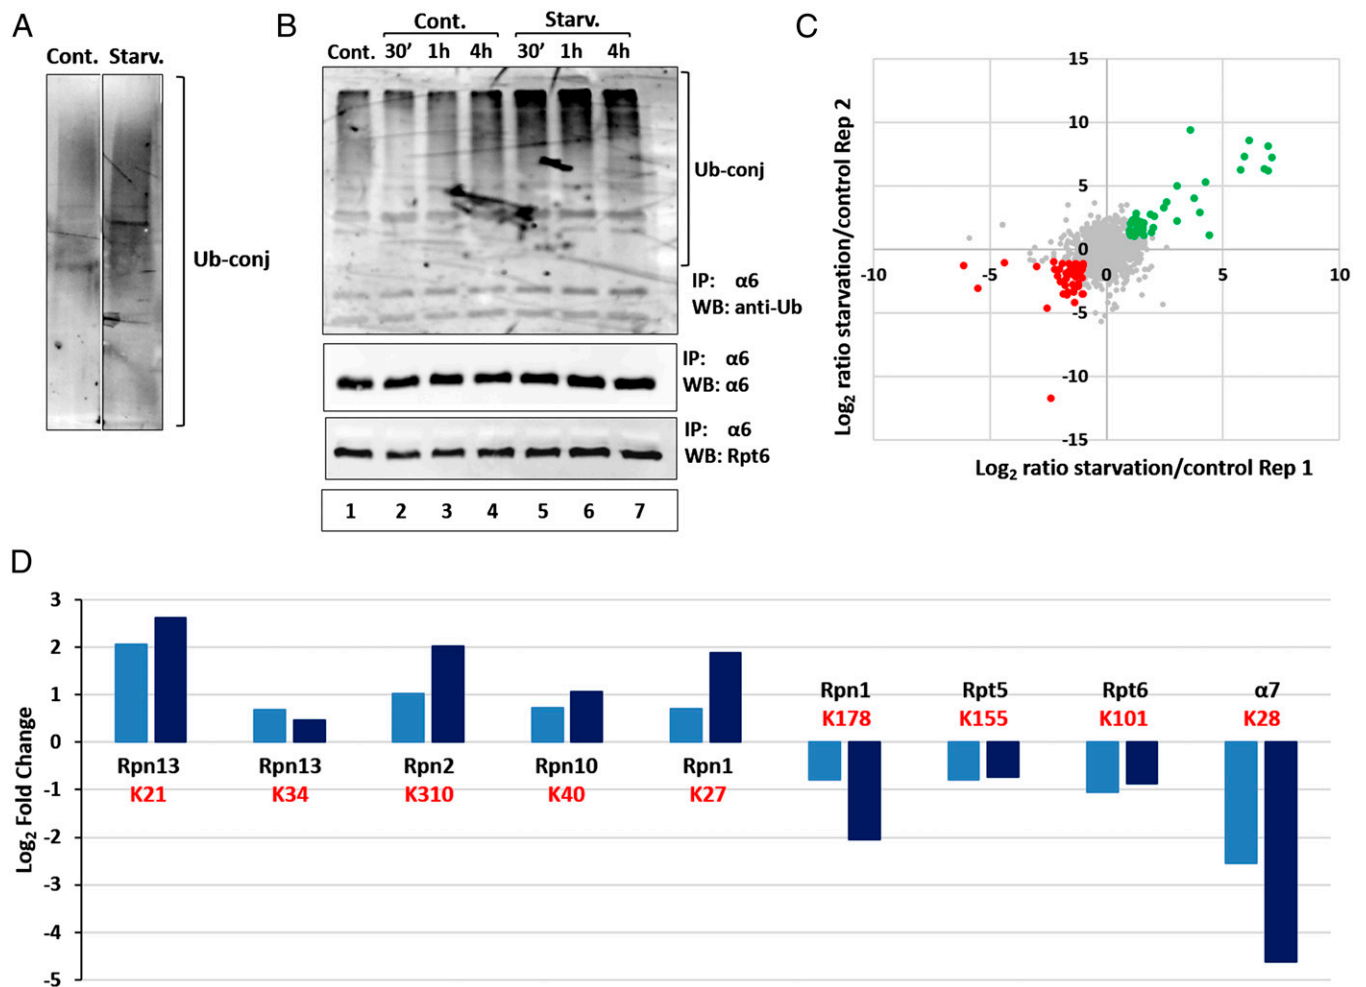 A
Cont. Starv.
Ub-conj
B
Cont. Starv.
Cont. 30’ 1h 4h 30’ 1h 4h
Ub-conj
IP: α6
WB: anti-Ub
IP: α6
WB: α6
IP: α6
WB: Rpt6
1 2 3 4 5 6 7
C
15
10
5
0
-10 -5 0 5 10
-5
-10
-15
Log2 ratio starvation/control Rep 2
Log2 ratio starvation/control Rep 1
D
Log2 Fold Change
3
2
1
0
-1
-2
-3
-4
-5
Rpn13
K21
Rpn13
K34
Rpn2
K310
Rpn10
K40
Rpn1
K27
Rpn1
K178
Rpt5
K155
Rpt6
K101
α7
K28